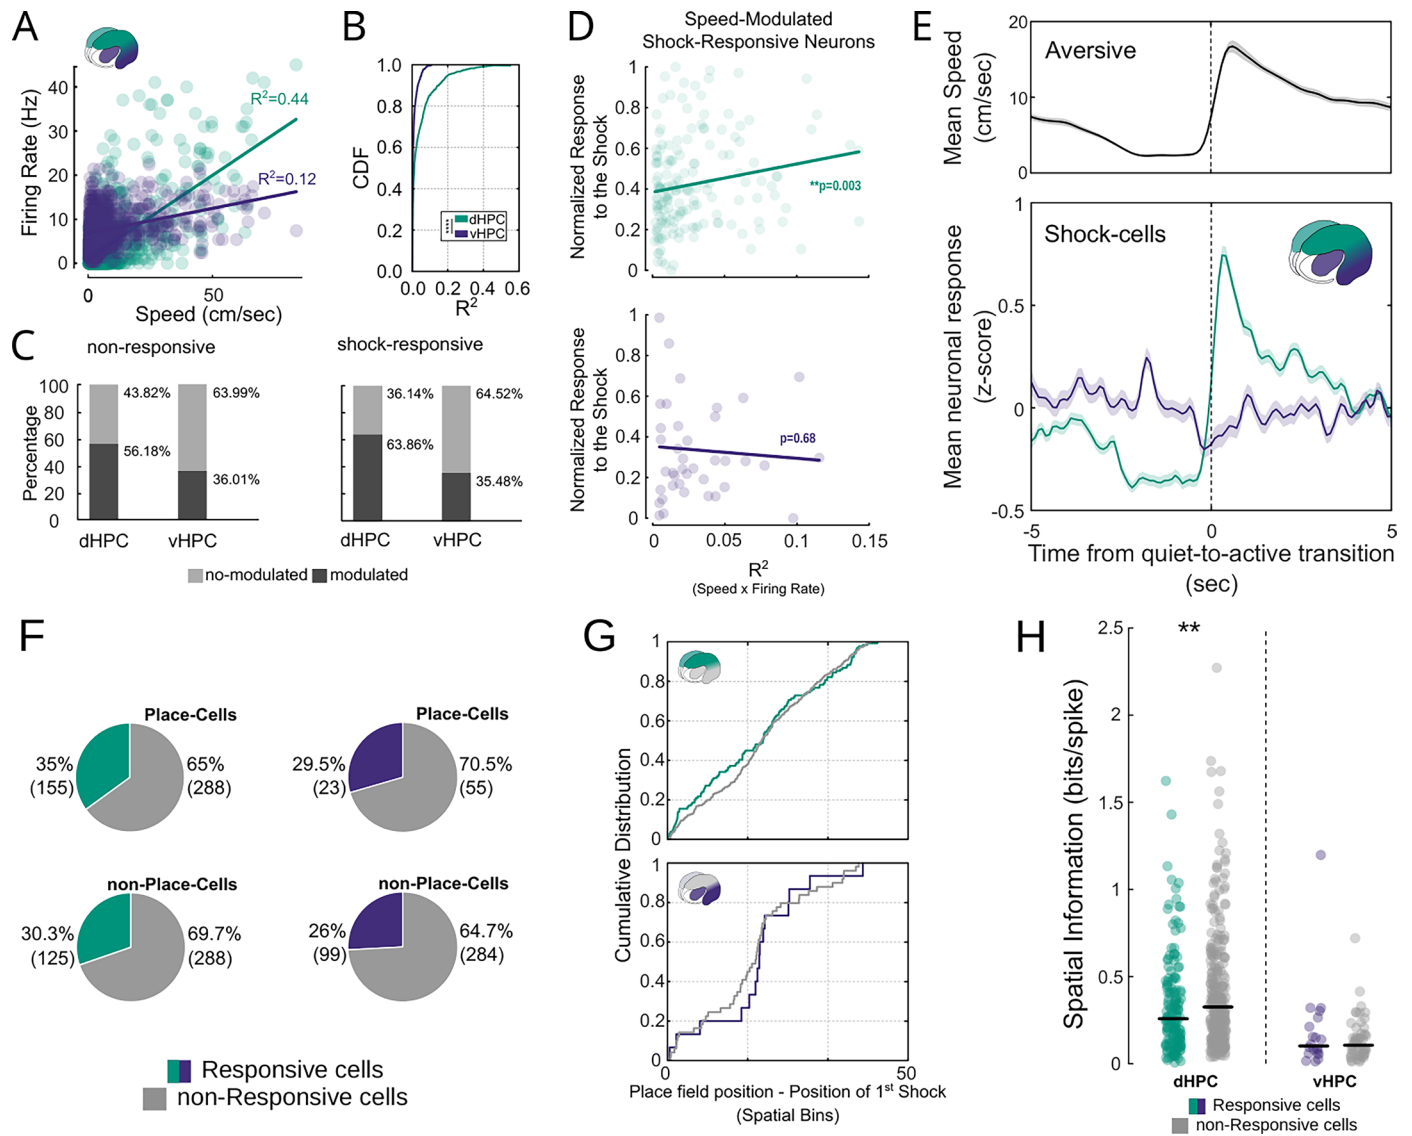 A
Firing Rate (Hz)
40
30
20
10
0
R²=0.44
R²=0.12
0
50
Speed (cm/sec)
B
CDF
1.0
0.8
0.6
0.4
0.2
0.0
***
dHPC
vHPC
0.0
0.2
0.4
0.6
R²
C
non-responsive
shock-responsive
Percentage
100
80
60
40
20
0
43.82%
56.18%
63.99%
36.01%
36.14%
63.86%
64.52%
35.48%
dHPC
vHPC
dHPC
vHPC
no-modulated
modulated
D
Speed-Modulated
Shock-Responsive Neurons
Normalized Response
to the Shock
1
0.8
0.6
0.4
0.2
0
**p=0.003
Normalized Response
to the Shock
1
0.8
0.6
0.4
0.2
0
p=0.68
0
0.05
0.1
0.15
R²
(Speed x Firing Rate)
E
Mean Speed
(cm/sec)
20
10
0
Aversive
Mean neuronal response
(z-score)
1
0.5
0
-0.5
Shock-cells
-5
0
5
Time from quiet-to-active transition
(sec)
F
Place-Cells
35%
(155)
65%
(288)
Place-Cells
29.5%
(23)
70.5%
(55)
non-Place-Cells
30.3%
(125)
69.7%
(288)
non-Place-Cells
26%
(99)
64.7%
(284)
Responsive cells
non-Responsive cells
G
Cumulative Distribution
1
0.8
0.6
0.4
0.2
0
1
0.8
0.6
0.4
0.2
0
0
50
Place field position - Position of 1st Shock
(Spatial Bins)
H
Spatial Information (bits/spike)
2.5
2
1.5
1
0.5
0
**
dHPC
vHPC
Responsive cells
non-Responsive cells